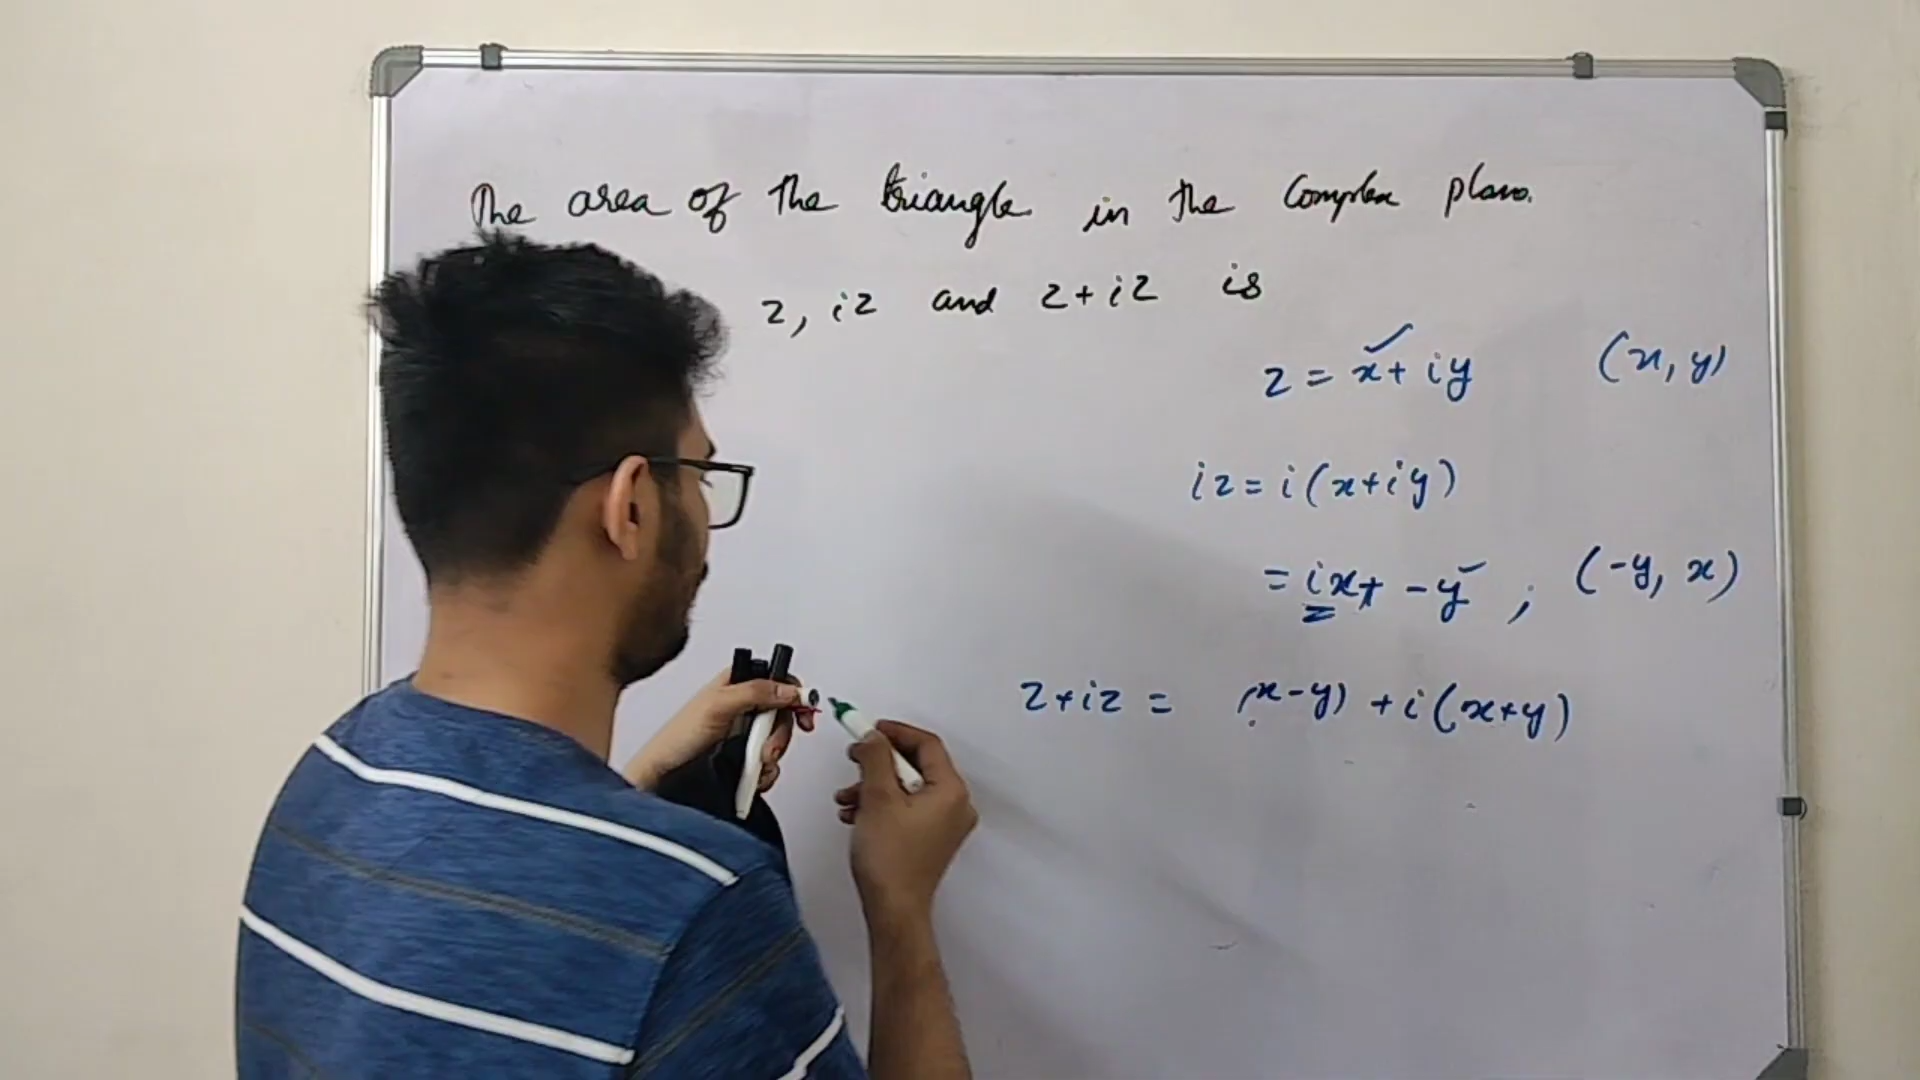 The area of the triangle in the Complex plane.
z, iz and z+iz is
z = x + iy (x, y)
iz = i(x+iy)
= ix + -y ; (-y, x)
z+iz = (x-y) + i(x+y)